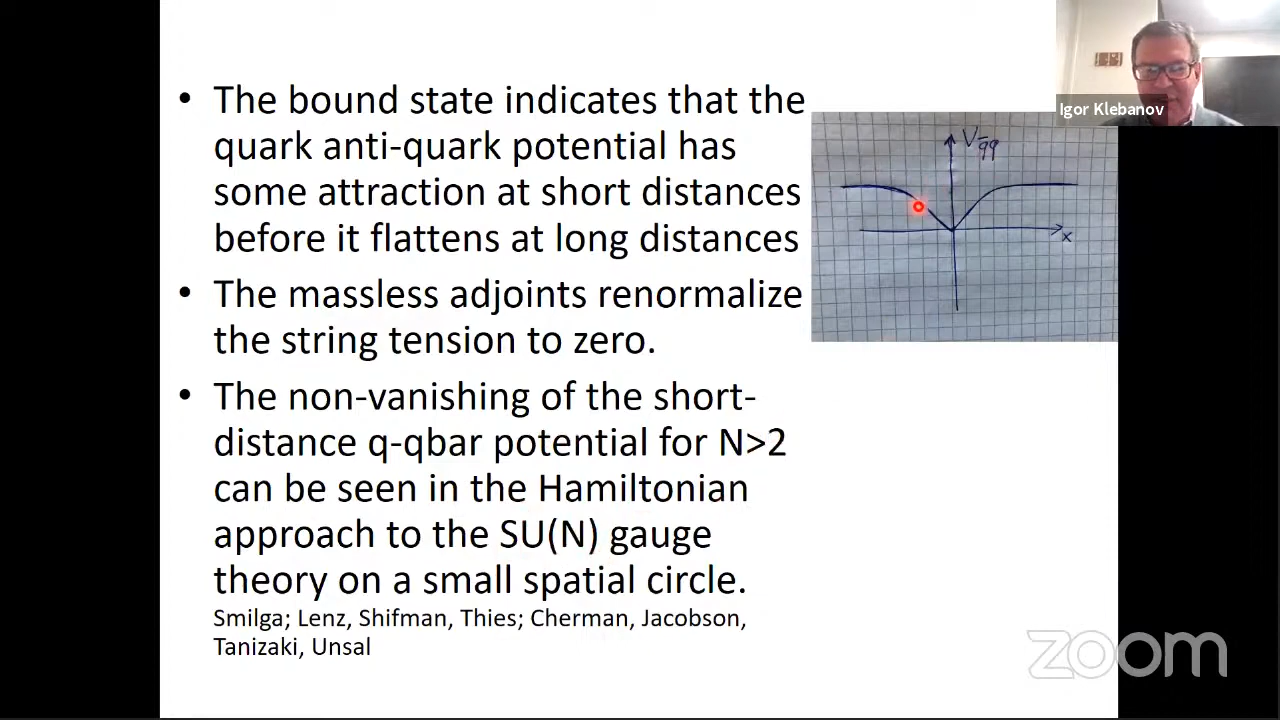 • The bound state indicates that the
quark anti-quark potential has
some attraction at short distances
before it flattens at long distances
• The massless adjoints renormalize
the string tension to zero.
• The non-vanishing of the short-
distance q-qbar potential for N>2
can be seen in the Hamiltonian
approach to the SU(N) gauge
theory on a small spatial circle.
Smilga; Lenz, Shifman, Thies; Cherman, Jacobson,
Tanizaki, Unsal
Igor Klebanov
V q̄q
x
zoom